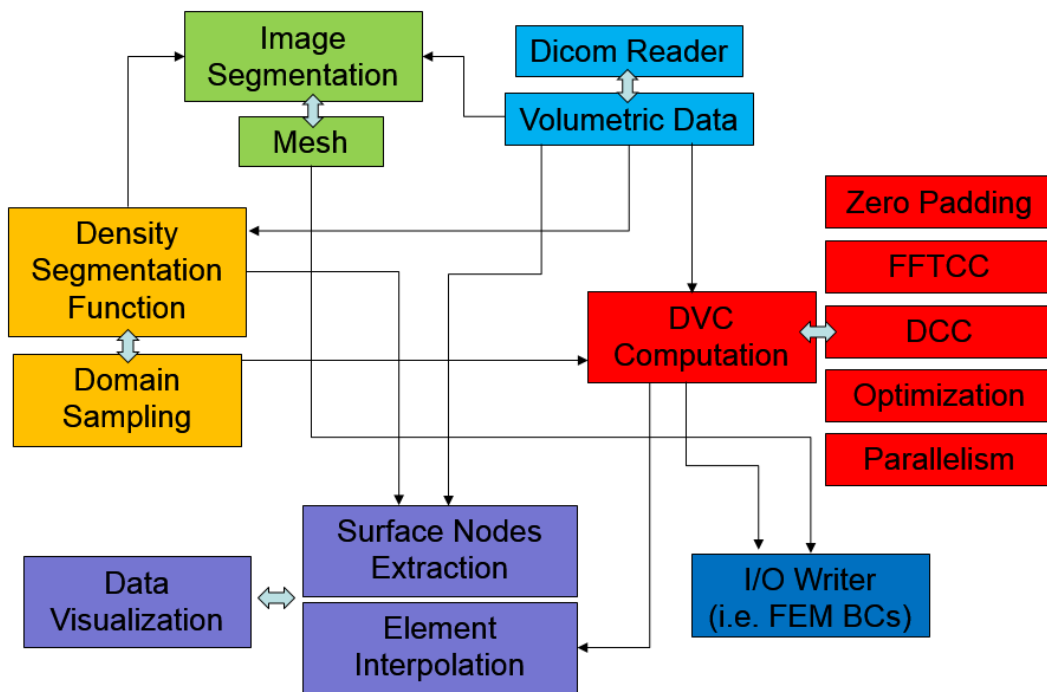 Image
Segmentation
Dicom Reader
Volumetric Data
Mesh
Zero Padding
Density
Segmentation
Function
FFTCC
DVC
Computation
DCC
Domain
Sampling
Optimization
Parallelism
Surface Nodes
Extraction
Data
Visualization
I/O Writer
(i.e. FEM BCs)
Element
Interpolation